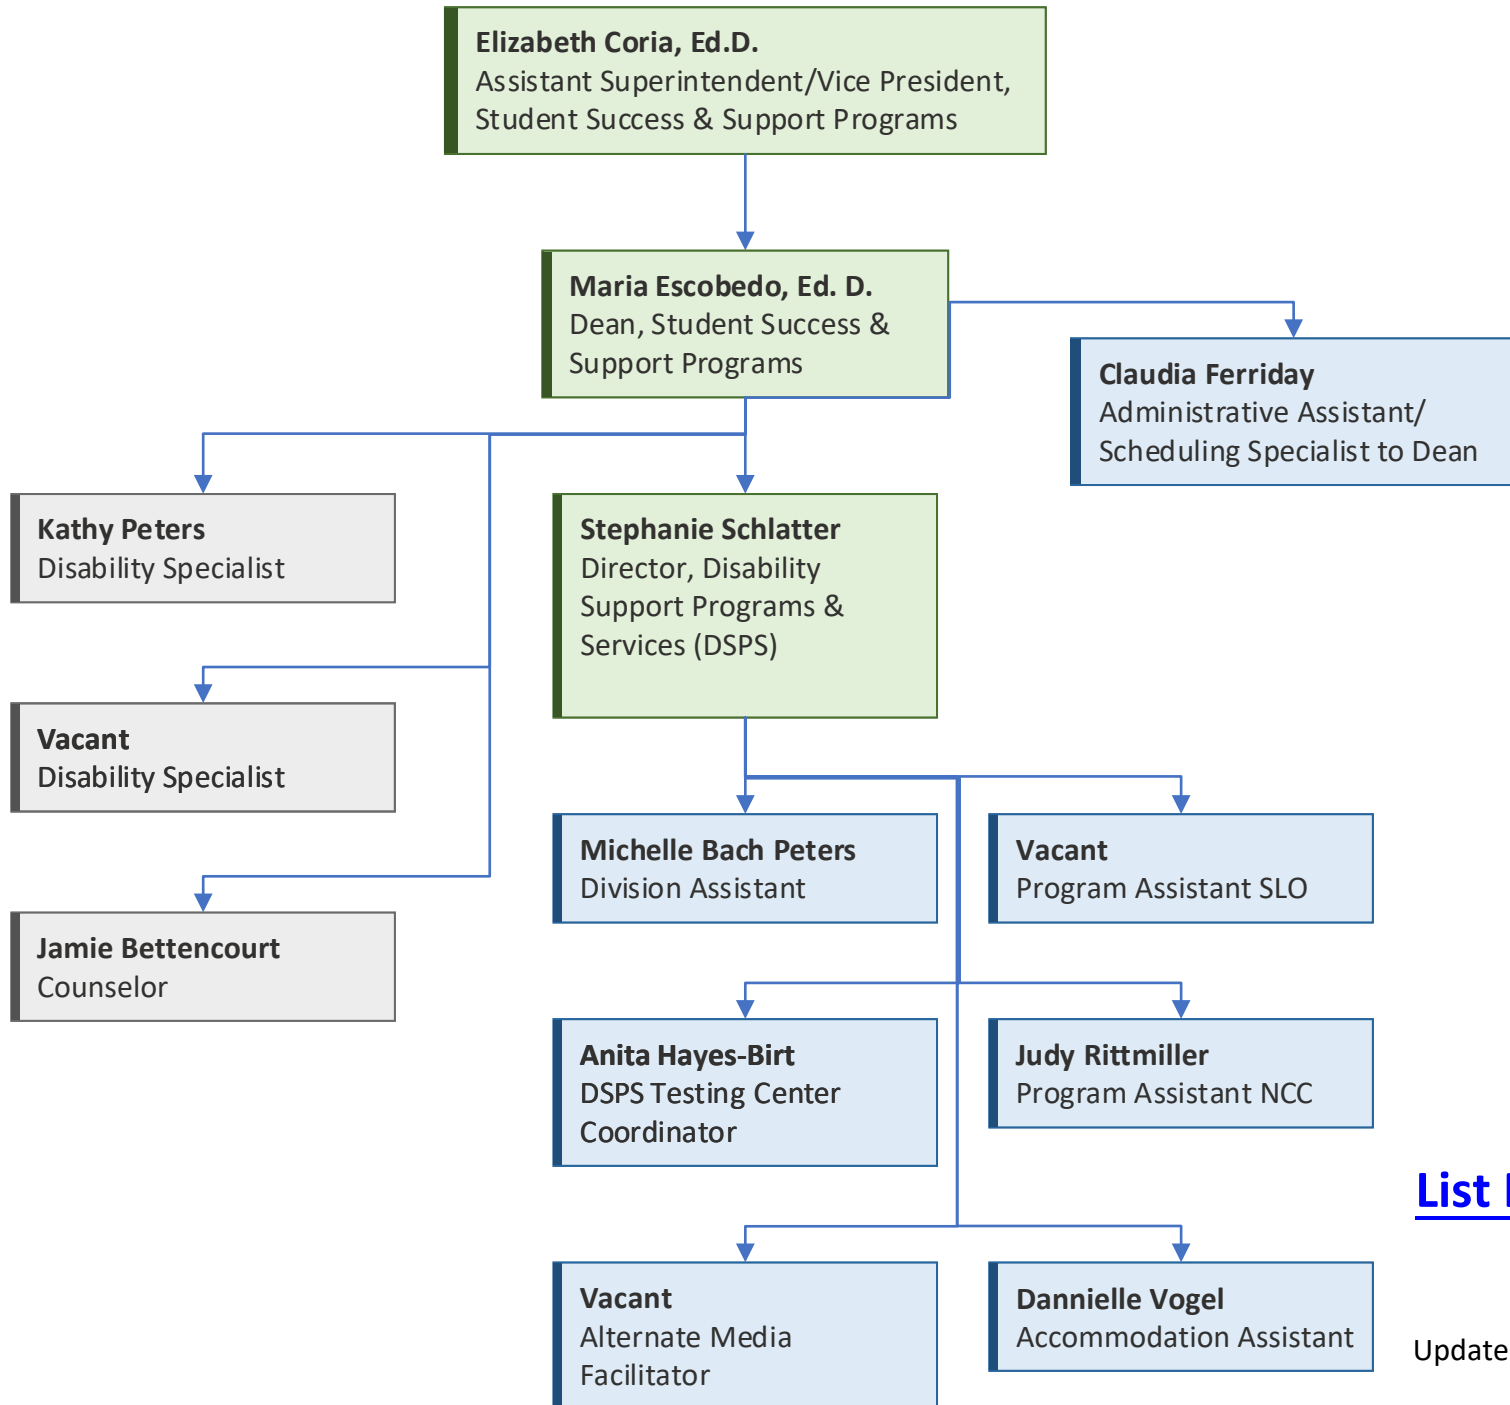 Elizabeth Coria, Ed.D.
Assistant Superintendent/Vice President,
Student Success & Support Programs
Maria Escobedo, Ed. D.
Dean, Student Success &
Support Programs
Claudia Ferriday
Administrative Assistant/
Scheduling Specialist to Dean
Kathy Peters
Disability Specialist
Stephanie Schlatter
Director, Disability
Support Programs &
Services (DSPS)
Vacant
Disability Specialist
Michelle Bach Peters
Division Assistant
Vacant
Program Assistant SLO
Jamie Bettencourt
Counselor
Anita Hayes-Birt
DSPS Testing Center
Coordinator
Judy Rittmiller
Program Assistant NCC
List
Vacant
Alternate Media
Facilitator
Dannielle Vogel
Accommodation Assistant
Update